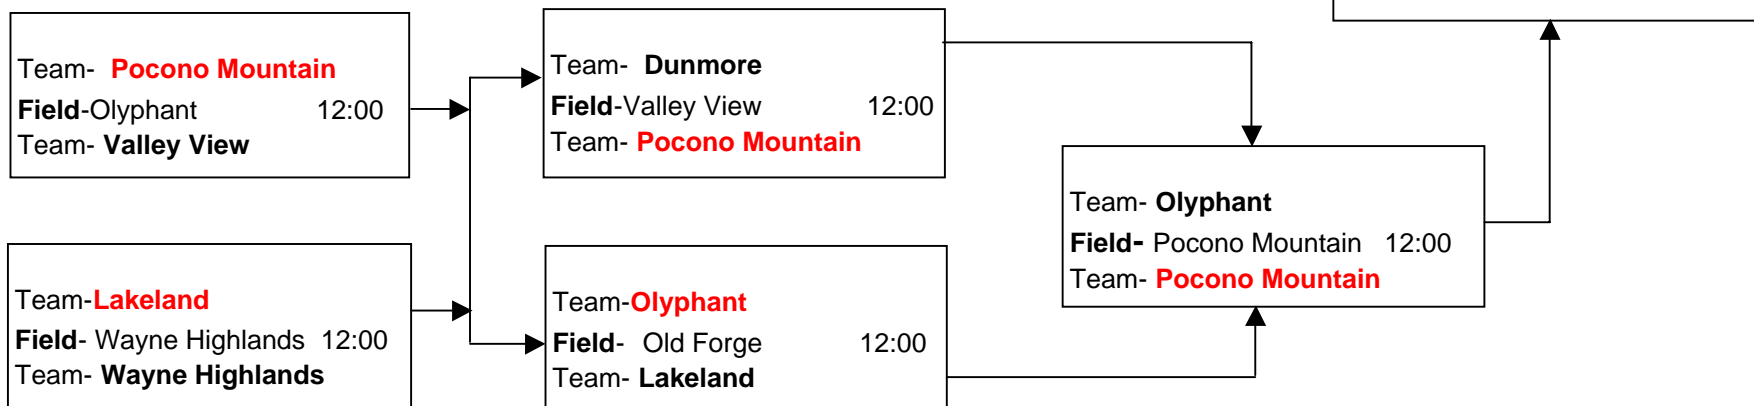 Team- Pocono Mountain
Field-Olyphant 12:00
Team- Valley View
Team-Lakeland
Field- Wayne Highlands 12:00
Team- Wayne Highlands
Team- Dunmore
Field-Valley View 12:00
Team- Pocono Mountain
Team-Olyphant
Field- Old Forge 12:00
Team- Lakeland
Team- Olyphant
Field- Pocono Mountain 12:00
Team- Pocono Mountain